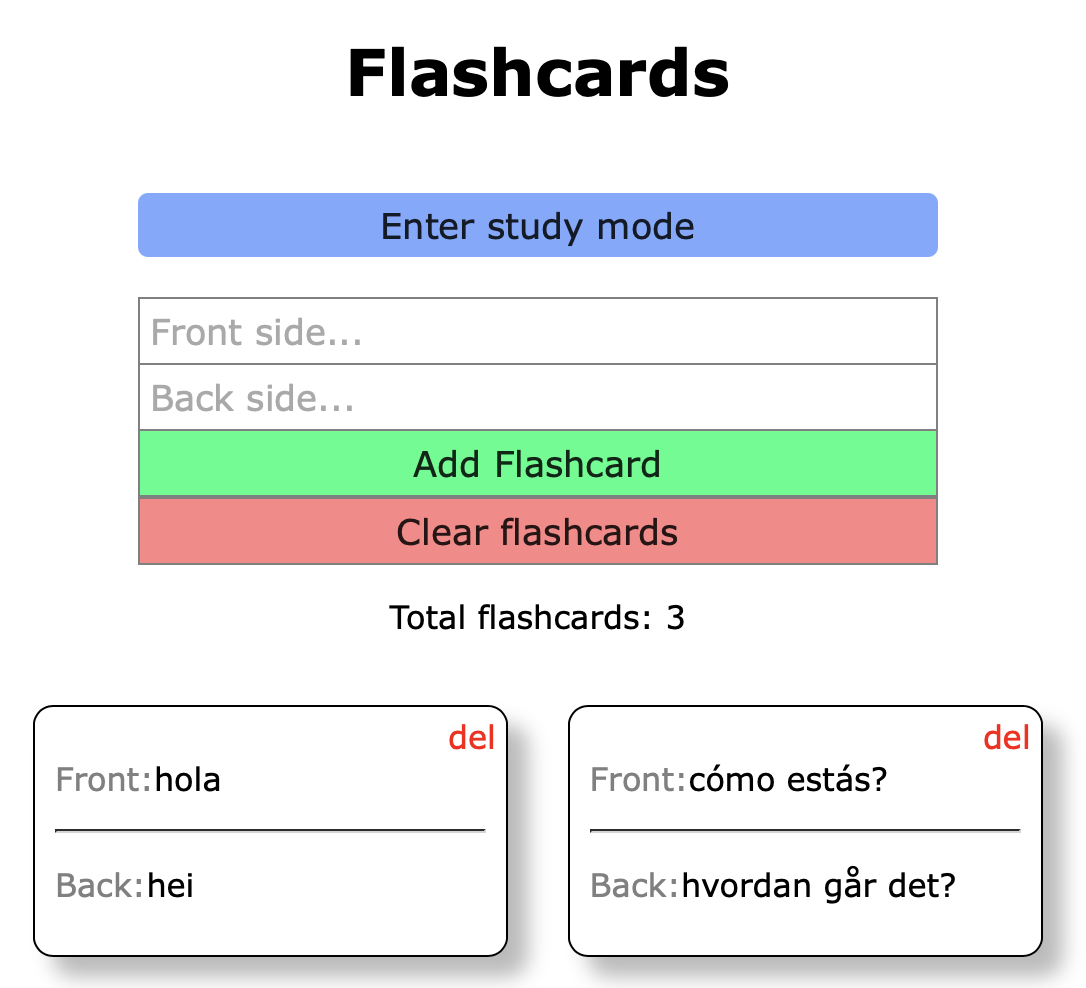 Flashcards
Enter study mode
Front side...
Back side...
Add Flashcard
Clear flashcards
Total flashcards: 3
del
Front:hola
Back:hei
del
Front:cómo estás?
Back:hvordan går det?